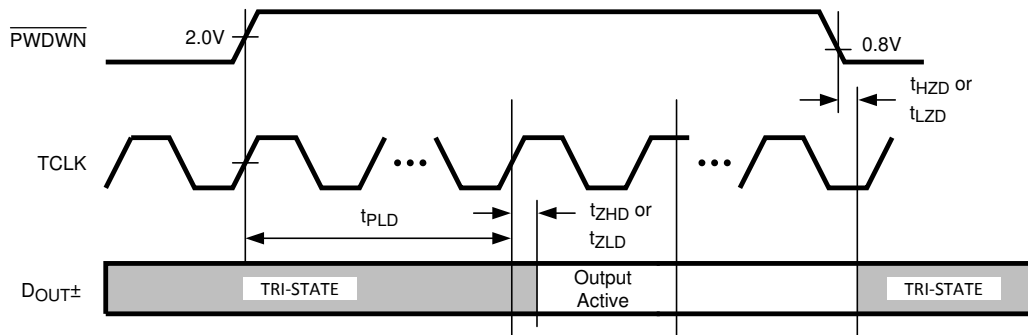 PWDWN
2.0V
0.8V
tHZD or
tLZD
TCLK
•••
•••
tPLD
tZHD or
tZLD
DOUT±
TRI-STATE
Output
Active
TRI-STATE